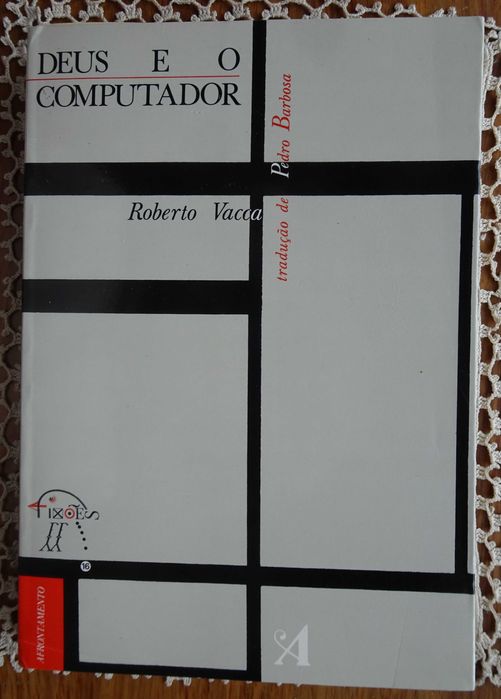 DEUS E O
COMPUTADOR
Roberto Vacca
tradução de Pedro Barbosa
Fixões
16
AFRONTAMENTO
A